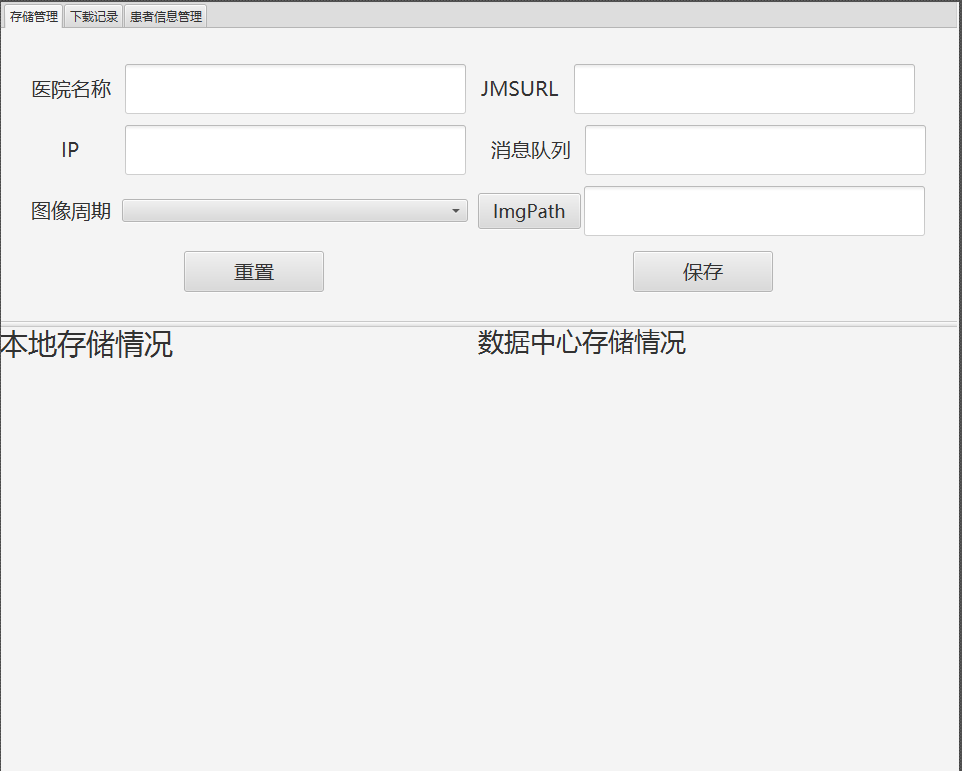 存储管理 下载记录 患者信息管理
医院名称 JMSURL
IP 消息队列
图像周期 ImgPath
重置 保存
本地存储情况 数据中心存储情况